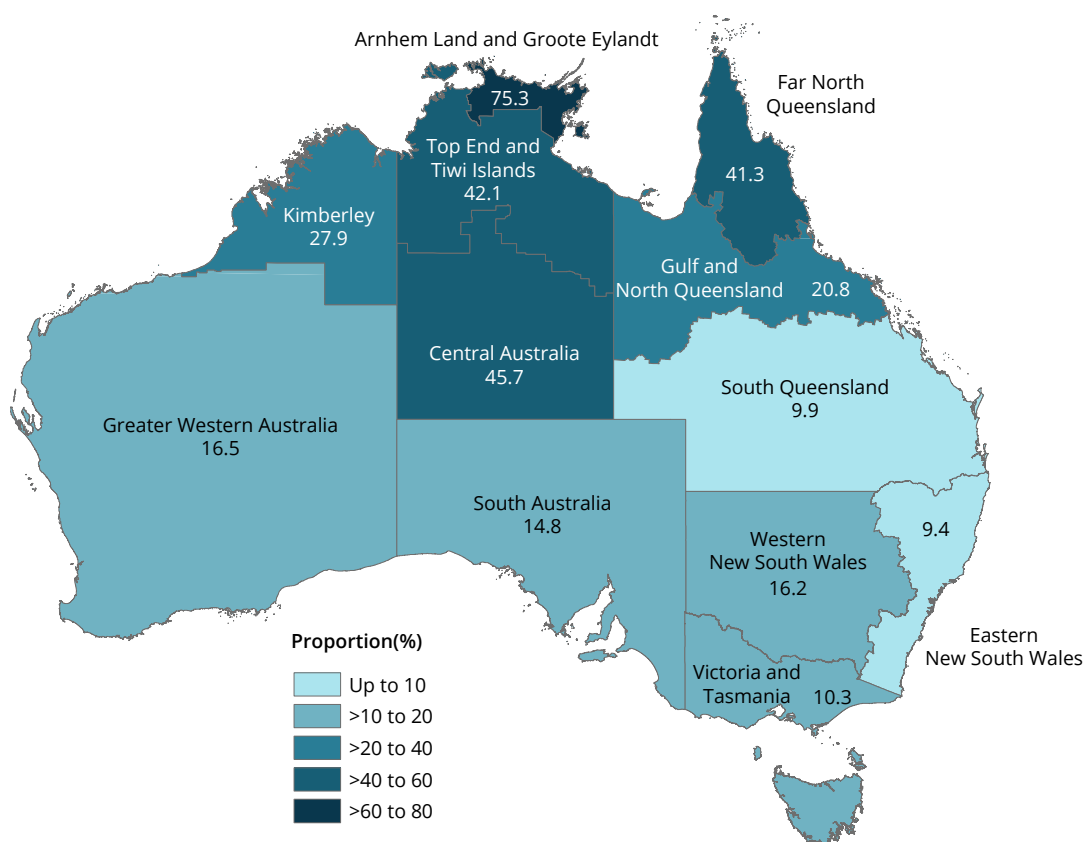 Arnhem Land and Groote Eylandt
75.3
Far North
Queensland
41.3
Top End and
Tiwi Islands
42.1
Kimberley
27.9
Gulf and
North Queensland
20.8
Central Australia
45.7
South Queensland
9.9
Greater Western Australia
16.5
South Australia
14.8
Western
New South Wales
16.2
9.4
Eastern
New South Wales
Victoria and
Tasmania
10.3
Proportion(%)
Up to 10
>10 to 20
>20 to 40
>40 to 60
>60 to 80